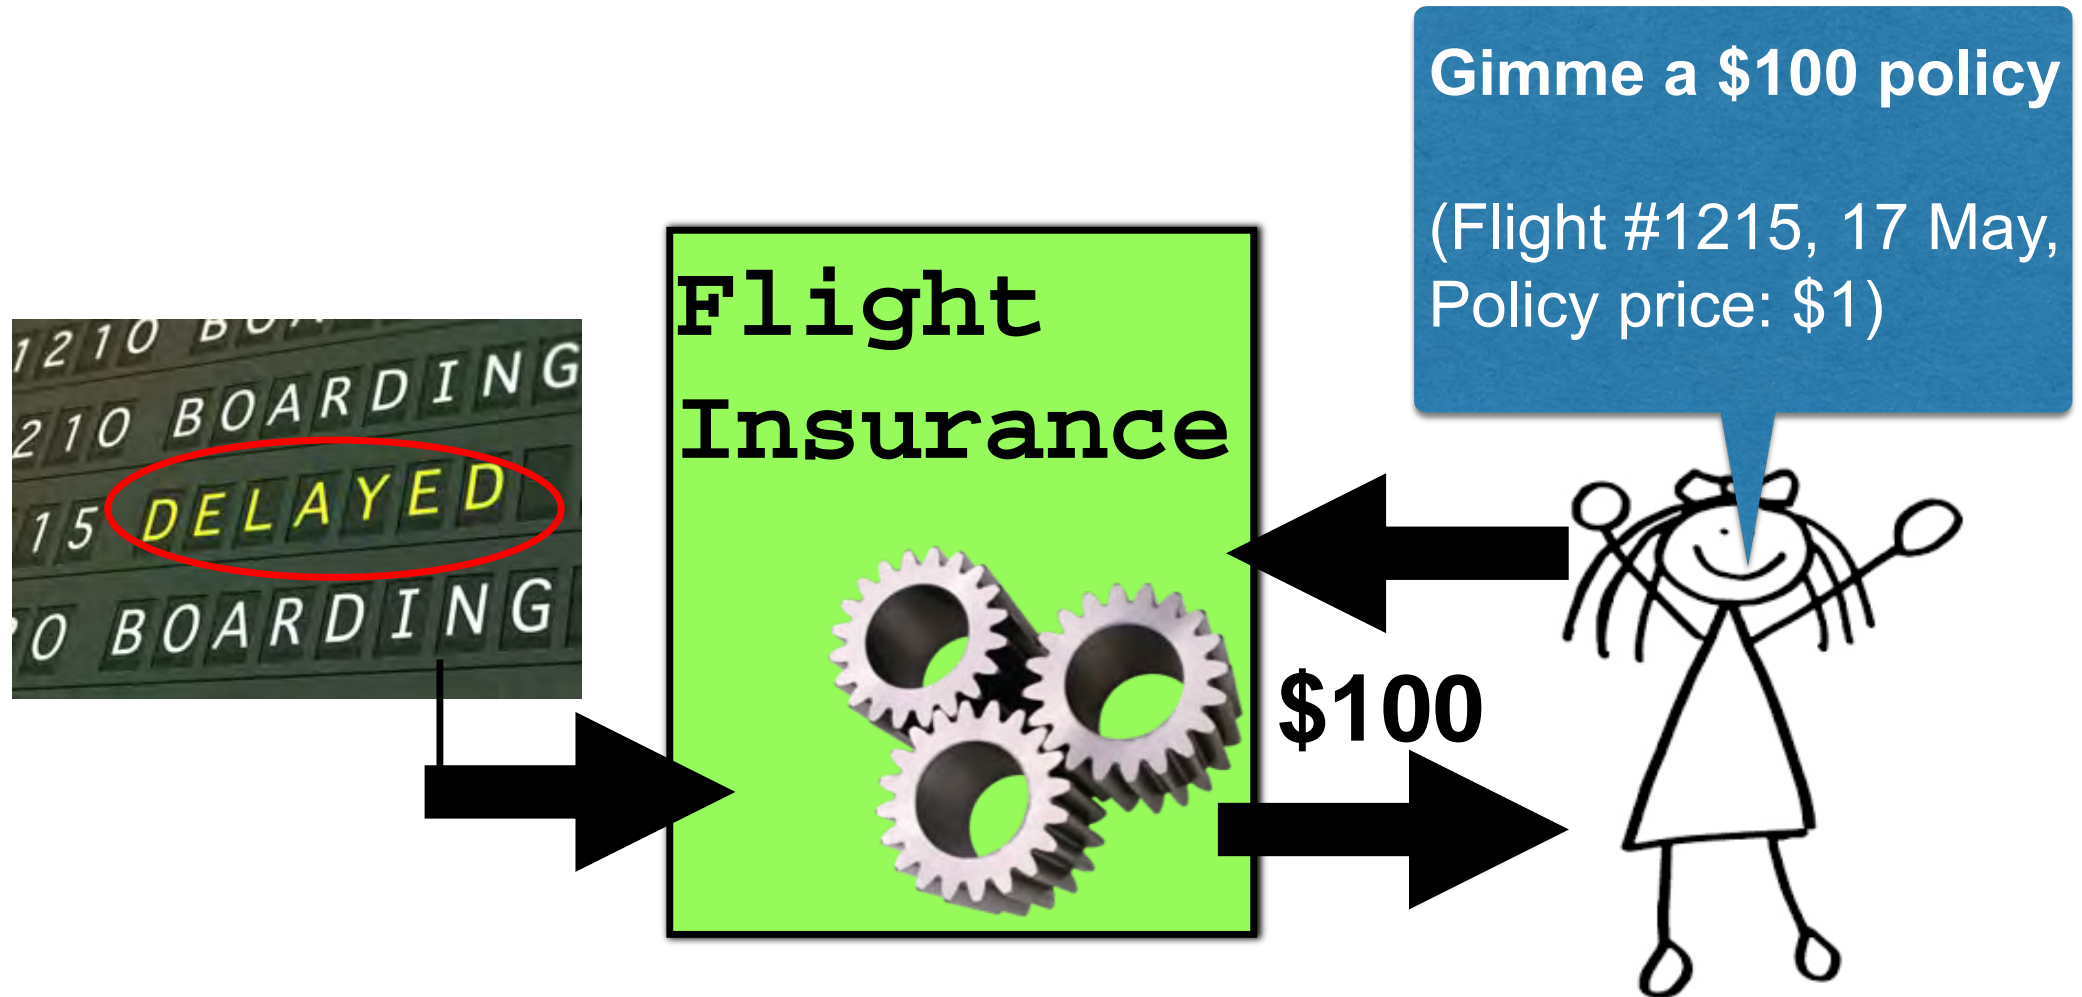 Gimme a $100 policy
(Flight #1215, 17 May,
Policy price: $1)
Flight
Insurance
1210
210 BOARDING
15 DELAYED
0 BOARDING
$100